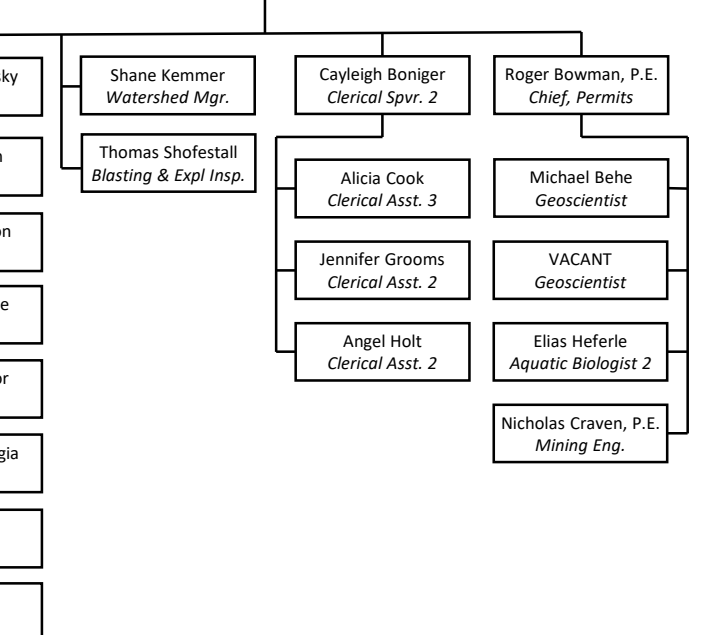 Shane Kemmer
Watershed Mgr.
Thomas Shofestall
Blasting & Expl Insp.
Cayleigh Boniger
Clerical Spvr. 2
Alicia Cook
Clerical Asst. 3
Jennifer Grooms
Clerical Asst. 2
Angel Holt
Clerical Asst. 2
Roger Bowman, P.E.
Chief, Permits
Michael Behe
Geoscientist
VACANT
Geoscientist
Elias Heferle
Aquatic Biologist 2
Nicholas Craven, P.E.
Mining Eng.